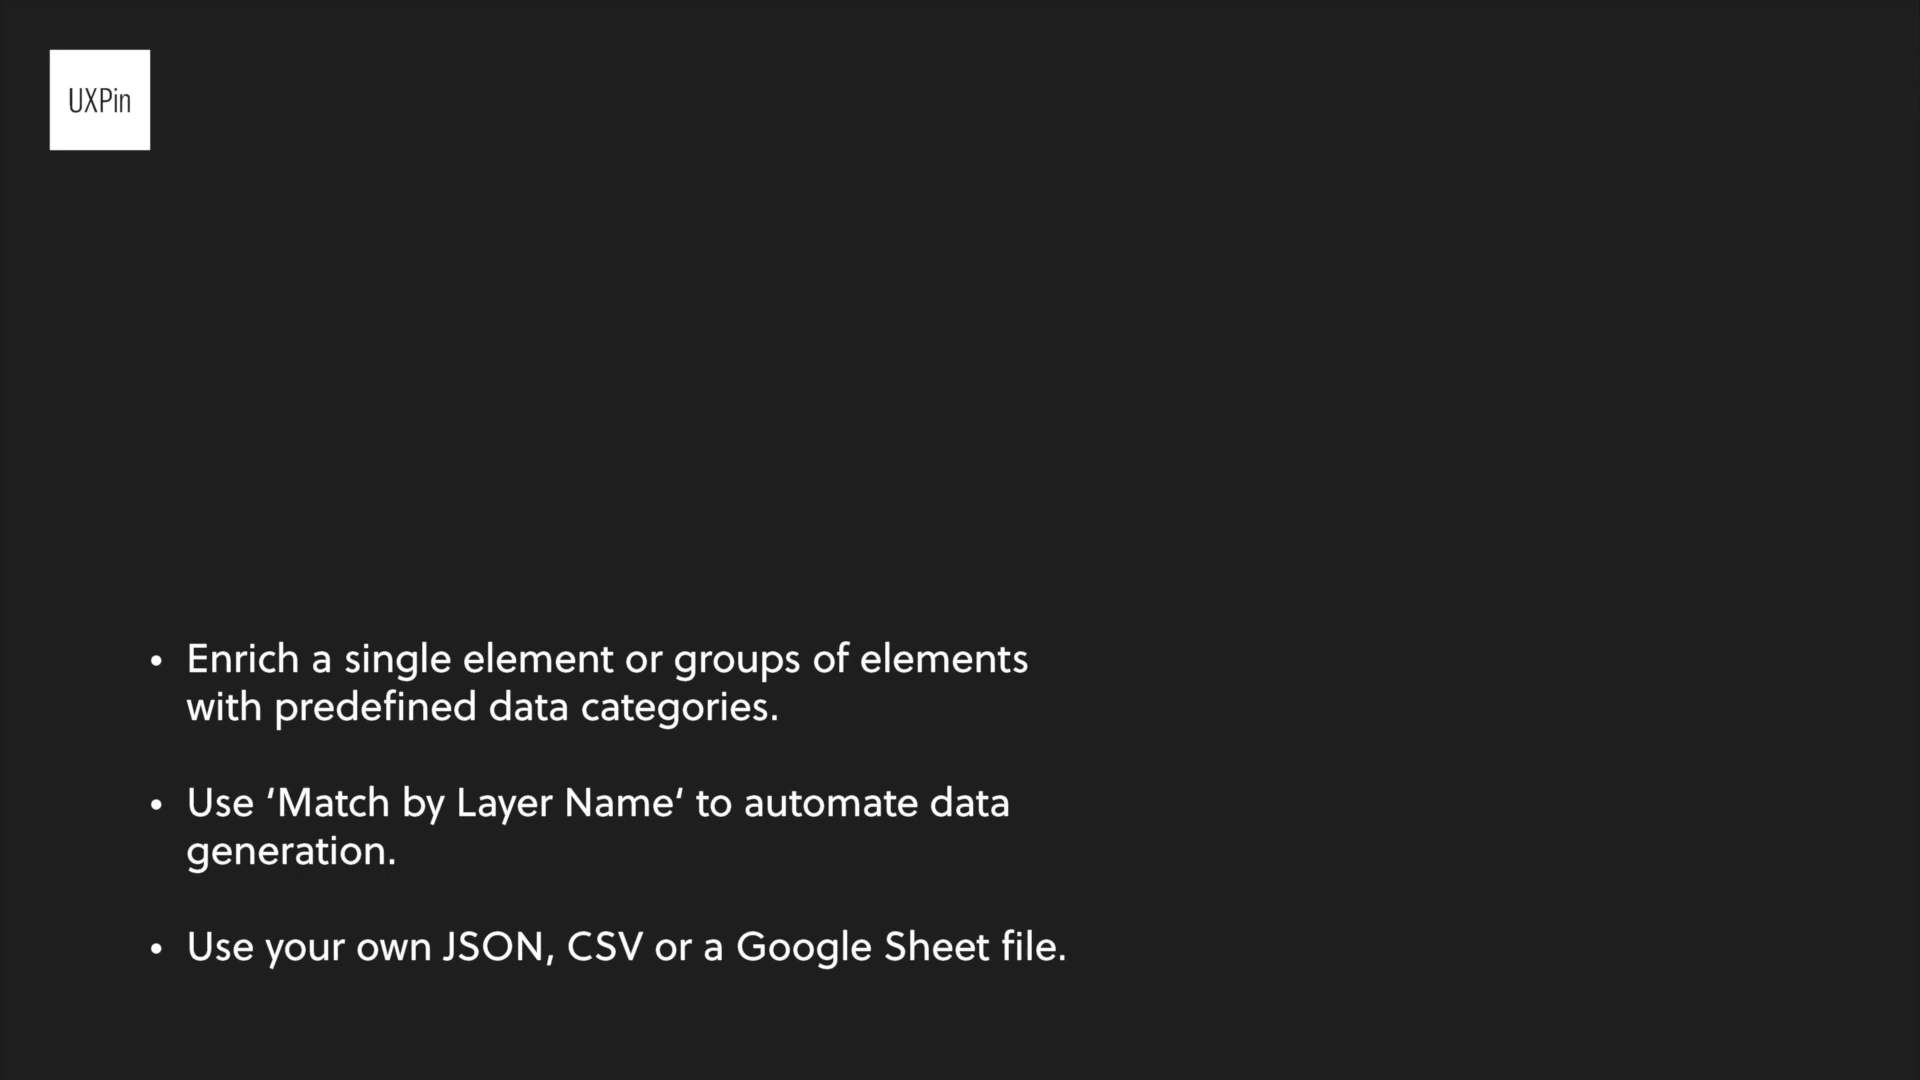 UXPin
• Enrich a single element or groups of elements
with predefined data categories.
• Use ’Match by Layer Name‘ to automate data
generation.
• Use your own JSON, CSV or a Google Sheet file.